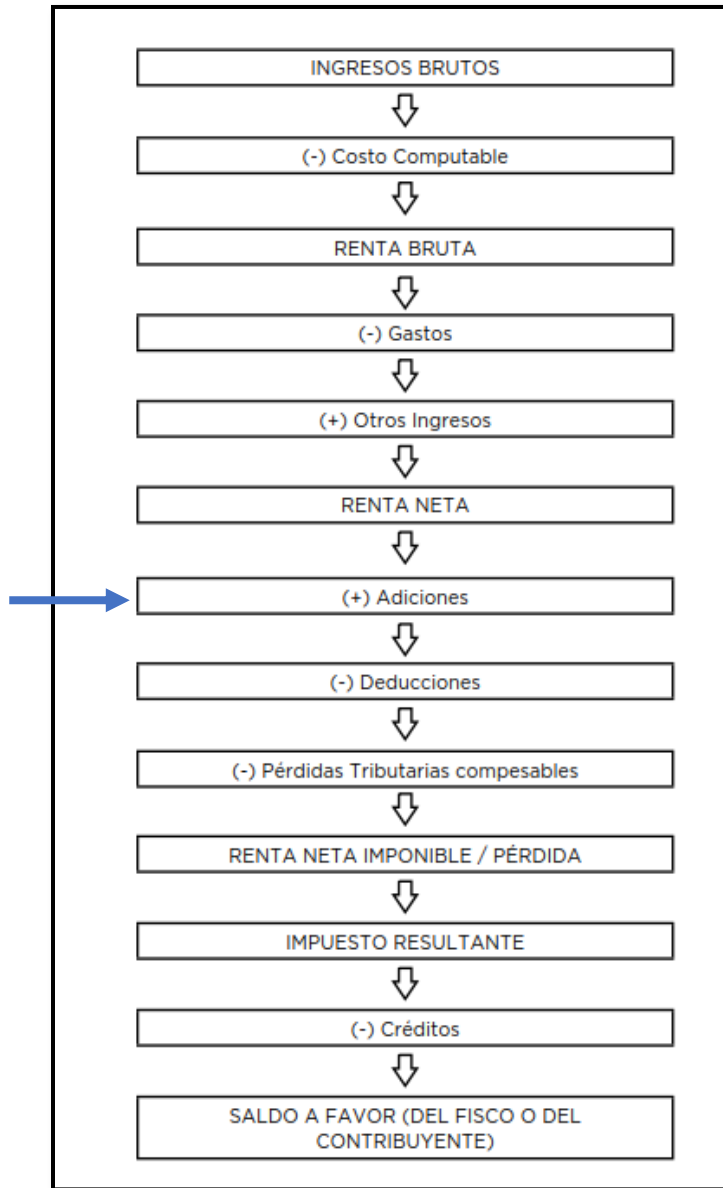 INGRESOS BRUTOS
(-) Costo Computable
RENTA BRUTA
(-) Gastos
(+) Otros Ingresos
RENTA NETA
(+) Adiciones
(-) Deducciones
(-) Pérdidas Tributarias compesables
RENTA NETA IMPONIBLE / PÉRDIDA
IMPUESTO RESULTANTE
(-) Créditos
SALDO A FAVOR (DEL FISCO O DEL
CONTRIBUYENTE)